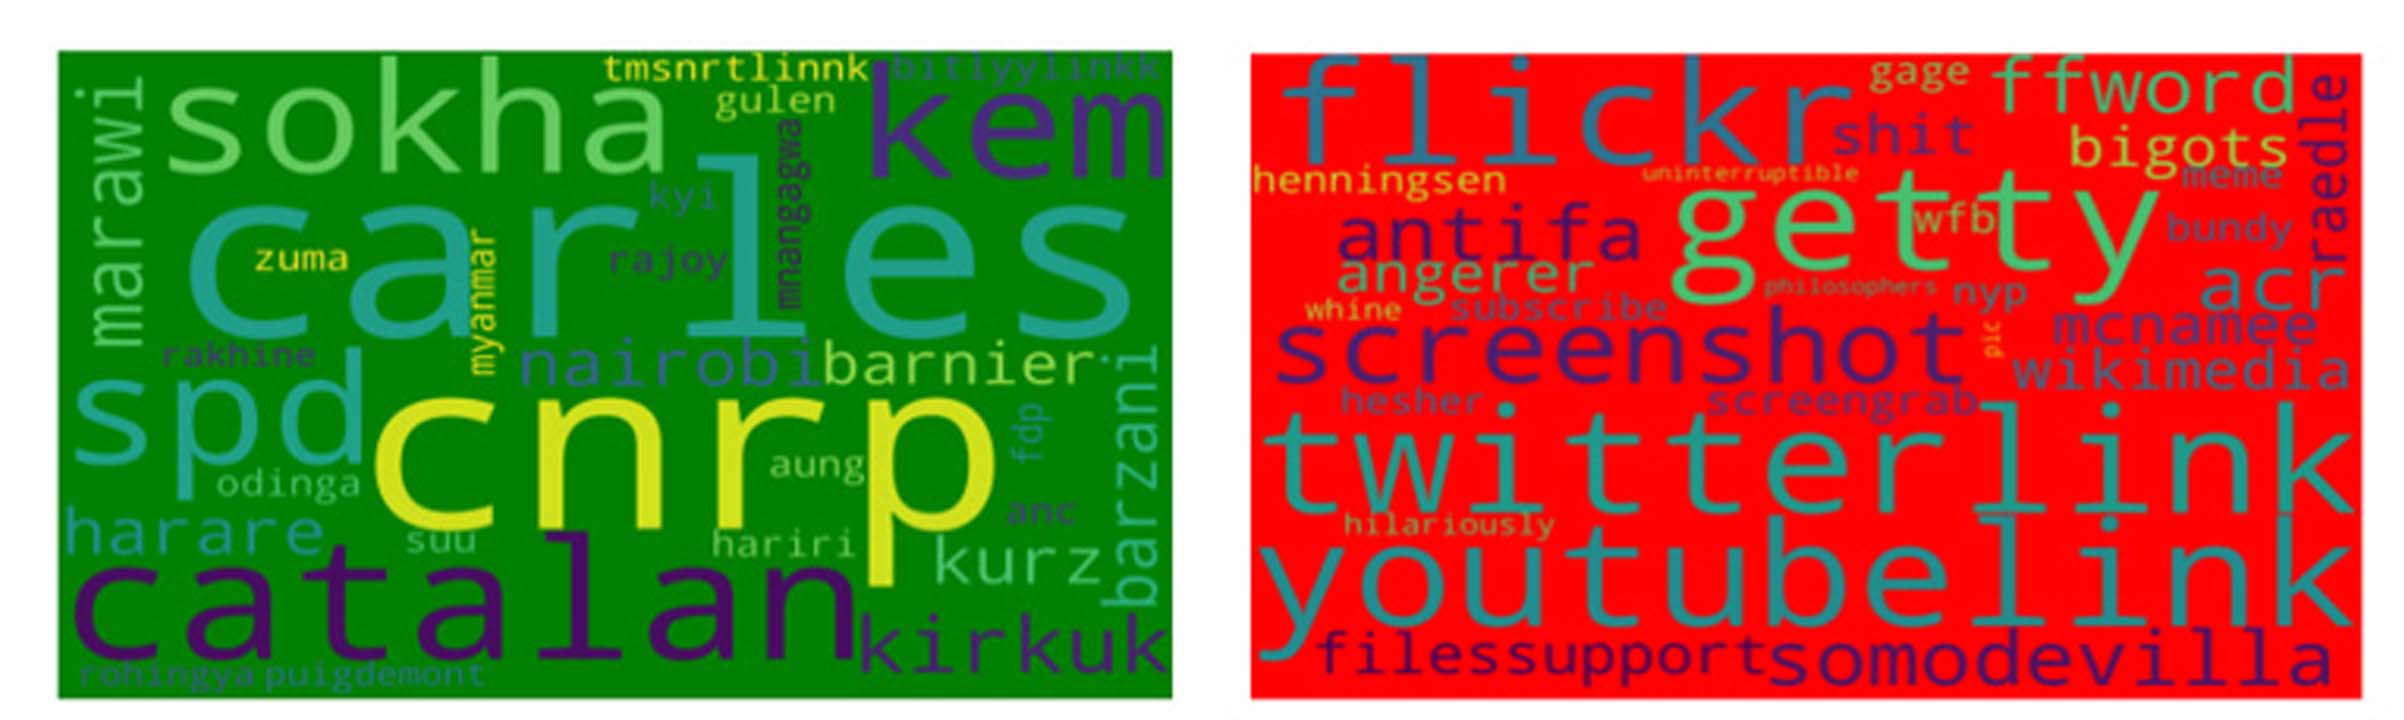 tmsnrtlinnk
bitlyylinkk
sokha
gulen
kem
marawi
mnangagwa
kyi
carles
zuma
rajoy
myanmar
rakhine
nairobi
barnier
spd
cnrp
fdp
barzani
aung
odinga
anc
harare
suu
hariri
kurz
catalan
kirkuk
rohingya
puigdemont
flickr
gage
ffword
shit
raedle
bigots
henningsen
uninterruptible
meme
getty
antifa
wfb
bundy
angerer
philosophers
nyp
acr
whine
subscribe
mcnamee
screenshot
pic
wikimedia
hesher
screengrab
twitterlink
hilariously
youtubelink
filessupport
somodevilla